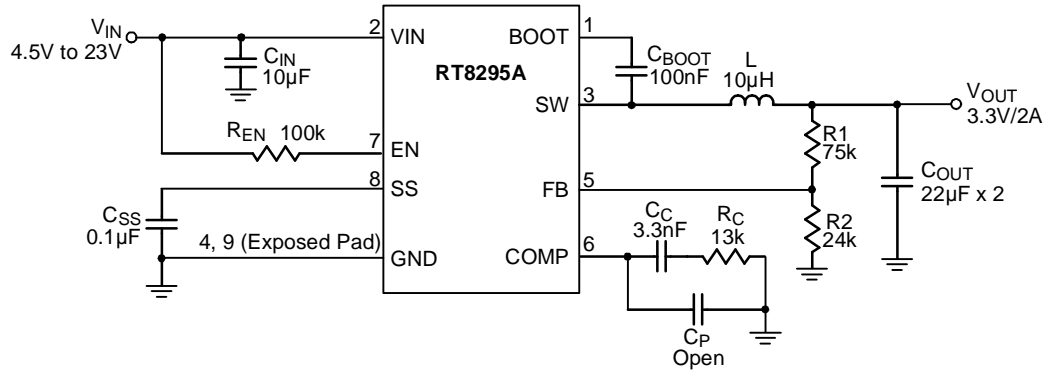 VIN
4.5V to 23V
CIN
10µF
REN 100k
CSS
0.1µF
4, 9 (Exposed Pad)
2
7
8
VIN
EN
SS
GND
RT8295A
BOOT
SW
FB
COMP
1
3
5
6
CBOOT
100nF
L
10µH
VOUT
3.3V/2A
R1
75k
R2
24k
COUT
22µF x 2
CC
3.3nF
RC
13k
CP
Open